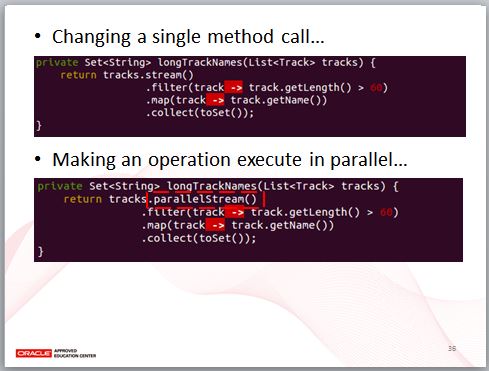 • Changing a single method call...
private Set<String> longTrackNames(List<Track> tracks) {
return tracks.stream()
.filter(track -> track.getLength() > 60)
.map(track -> track.getName())
.collect(toSet());
}
• Making an operation execute in parallel...
private Set<String> longTrackNames(List<Track> tracks) {
return tracks.parallelStream()
.filter(track -> track.getLength() > 60)
.map(track -> track.getName())
.collect(toSet());
}
ORACLE APPROVED
EDUCATION CENTER
36